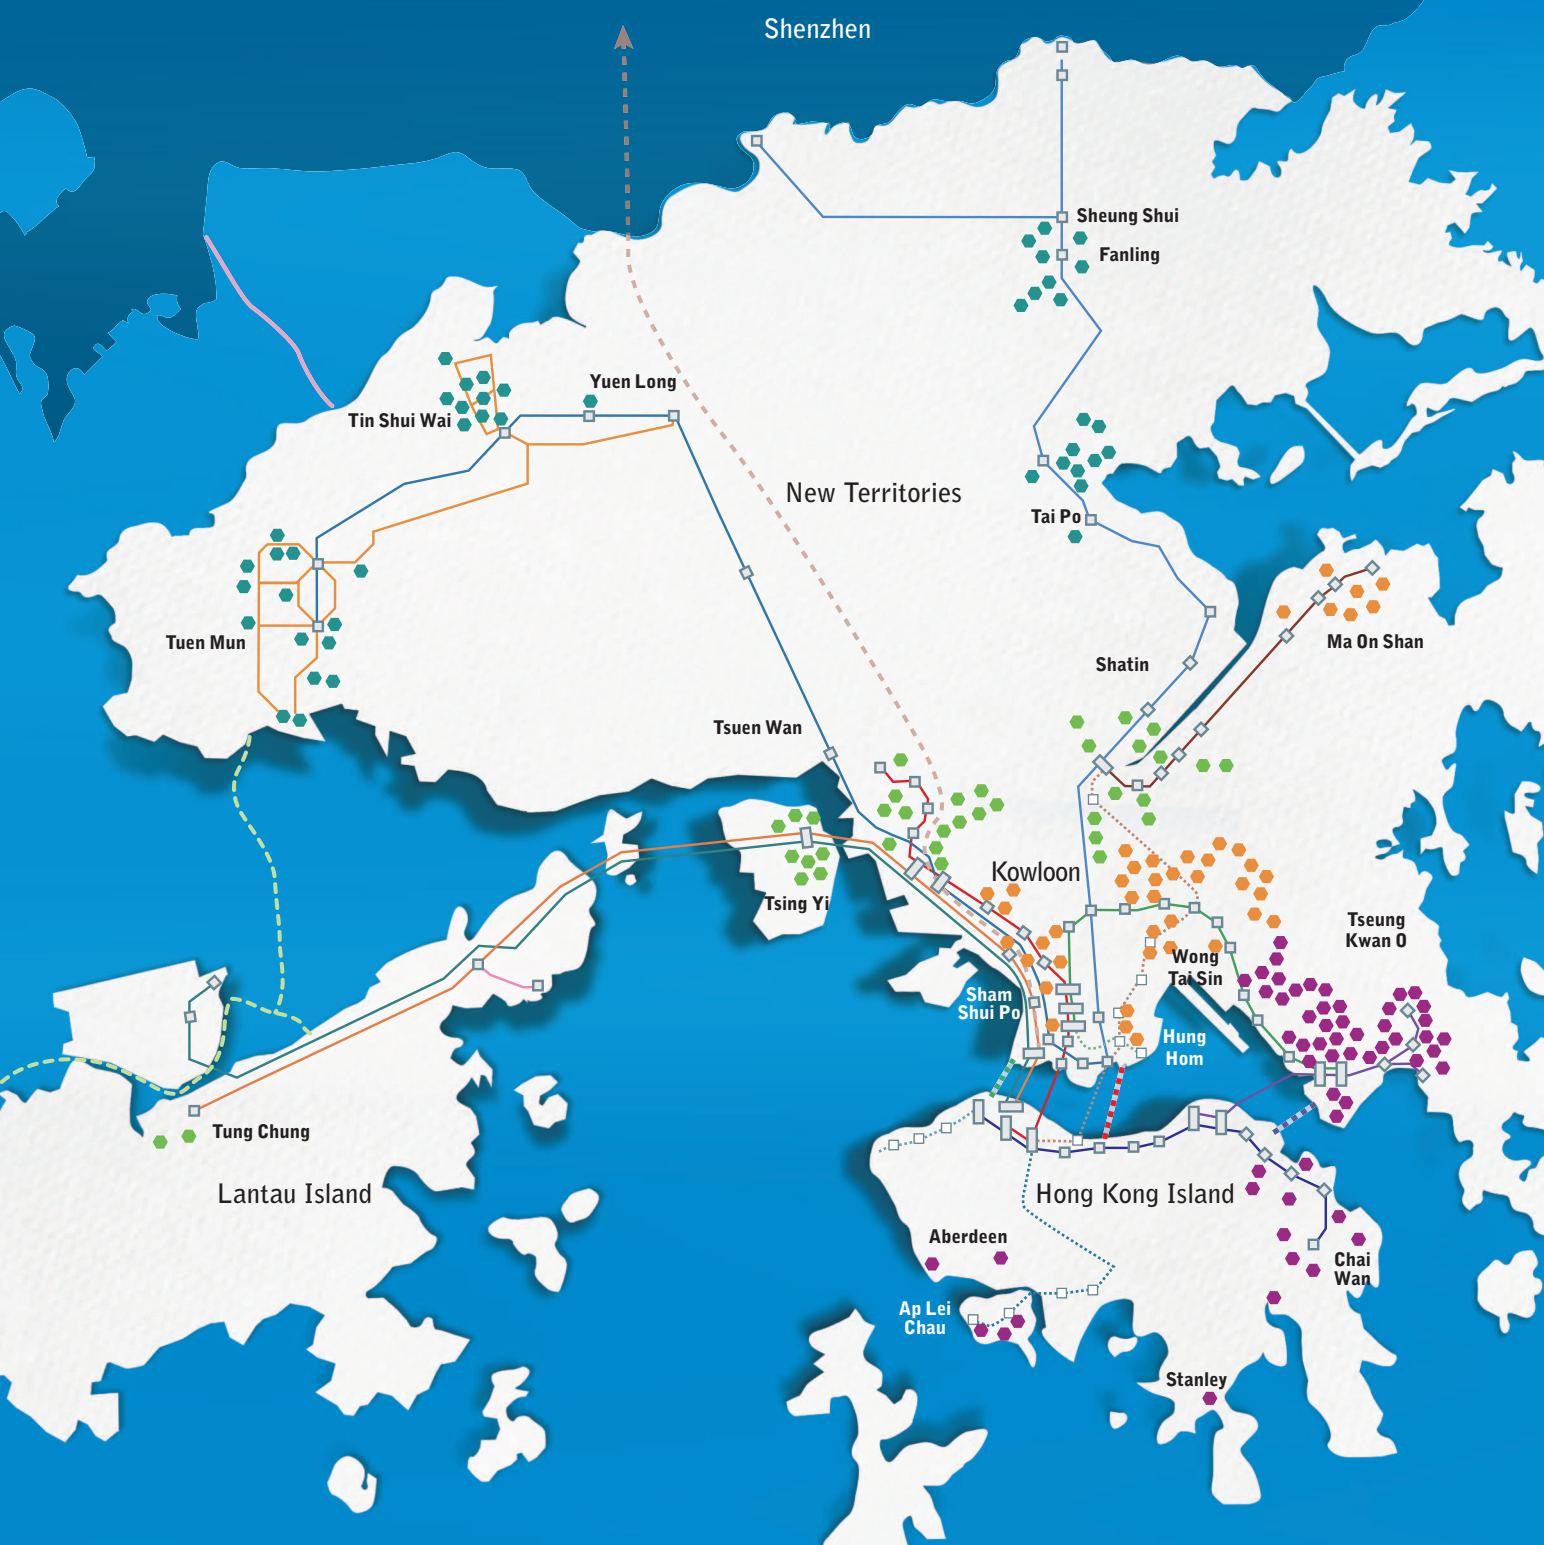 Shenzhen
Sheung Shui
Fanling
Yuen Long
Tin Shui Wai
New Territories
Tai Po
Tuen Mun
Ma On Shan
Shatin
Tsuen Wan
Kowloon
Tsing Yi
Tseung
Kwan O
Wong
Tai Sin
Sham
Shui Po
Hung
Hom
Tung Chung
Lantau Island
Hong Kong Island
Aberdeen
Chai
Wan
Ap Lei
Chau
Stanley